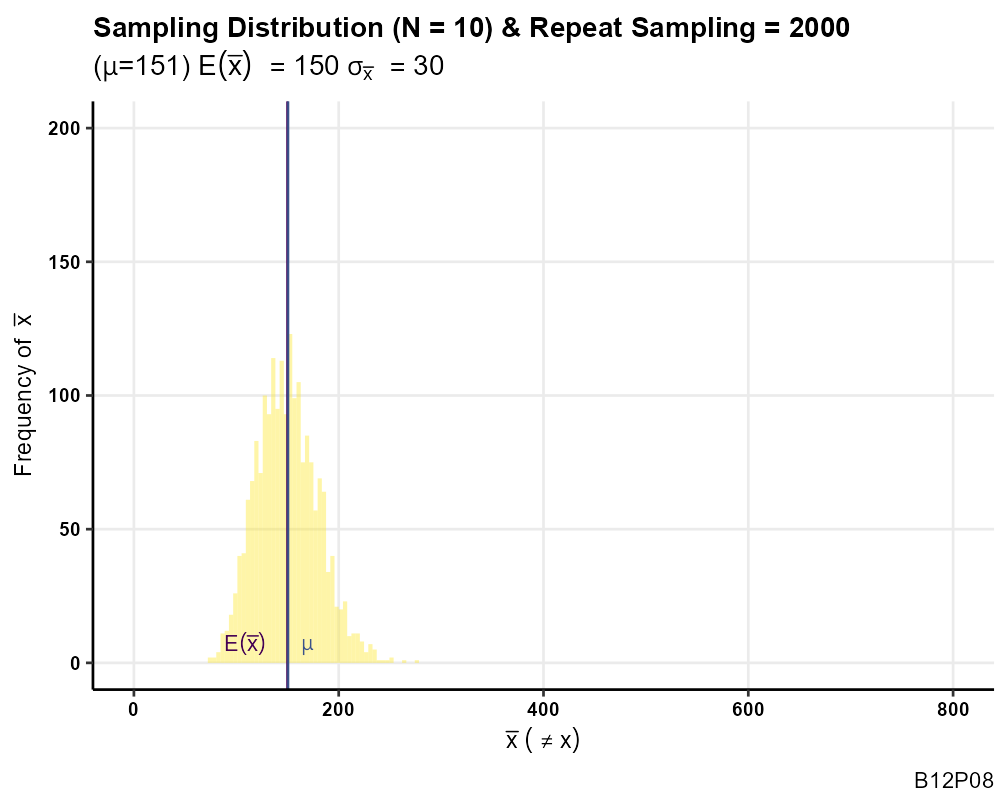 Sampling Distribution (N = 10) & Repeat Sampling = 2000
(μ=151) E(x̅) = 150 σx̅ = 30
200
150
100
50
0
Frequency of x̅
E(x̅) μ
0 200 400 600 800
x̅ ( ≠ x)
B12P08